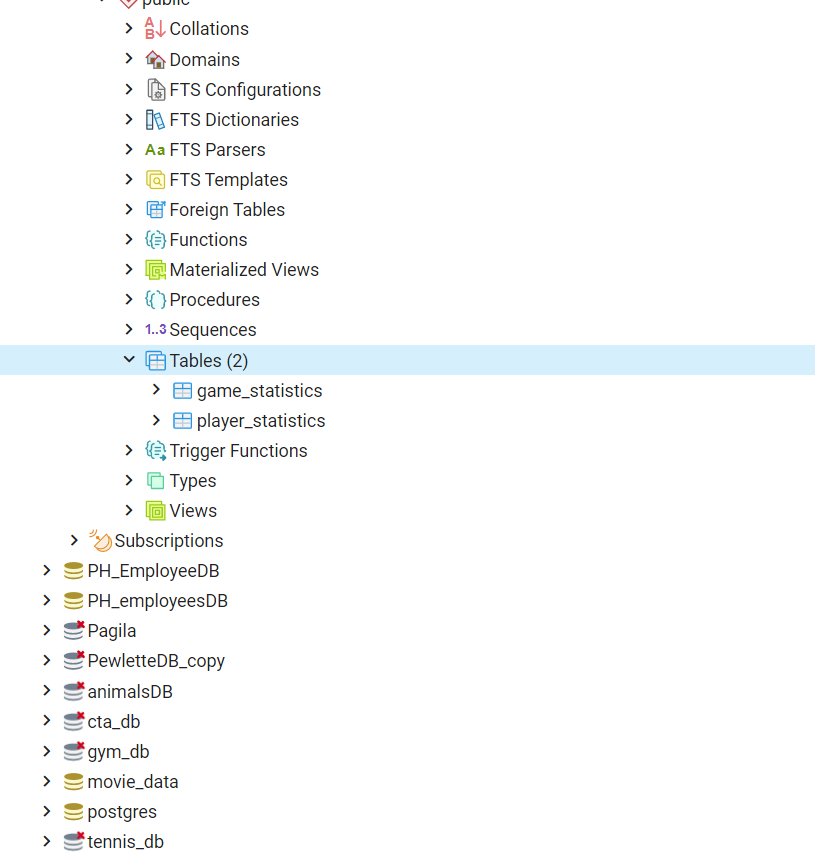 public
Collations
Domains
FTS Configurations
FTS Dictionaries
Aa FTS Parsers
FTS Templates
Foreign Tables
Functions
Materialized Views
Procedures
1..3 Sequences
Tables (2)
game_statistics
player_statistics
Trigger Functions
Types
Views
Subscriptions
PH_EmployeeDB
PH_employeesDB
Pagila
PewletteDB_copy
animalsDB
cta_db
gym_db
movie_data
postgres
tennis_db